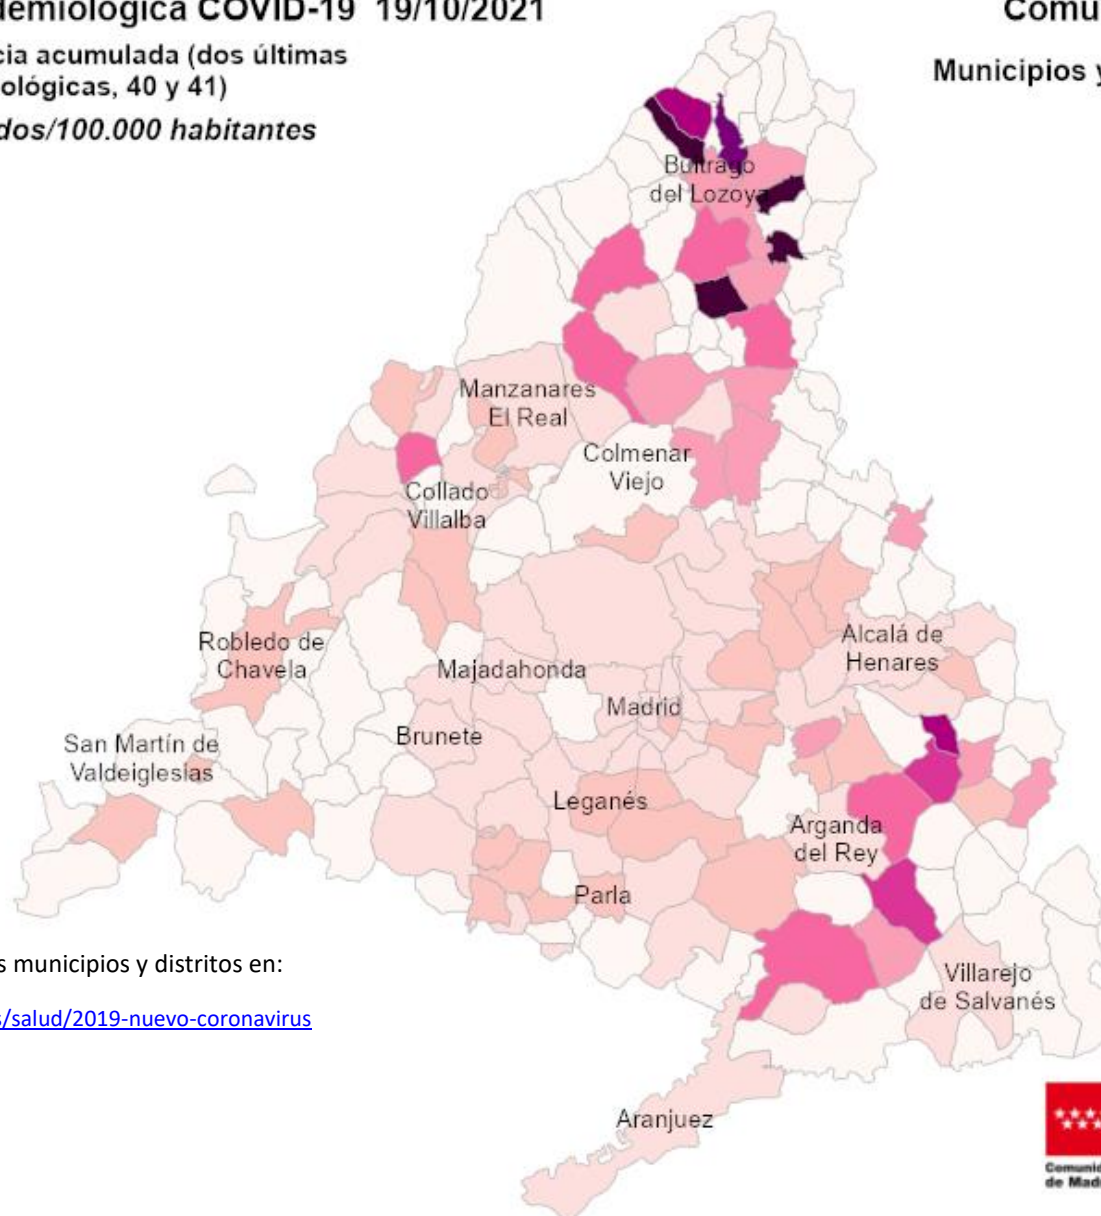 demiológica COVID-19 19/10/2021
Comu
cia acumulada (dos últimas
ológicas, 40 y 41)
Municipios y
dos/100.000 habitantes
Buitrago
del Lozoya
Manzanares
El Real
Colmenar
Viejo
Collado
Villalba
Robledo de
Chavela
Alcalá de
Henares
Majadahonda
Madrid
Brunete
San Martín de
Valdeiglesias
Leganés
Arganda
del Rey
Parla
s municipios y distritos en:
Villarejo
de Salvanés
s/salud/2019-nuevo-coronavirus
Aranjuez
Comunid
de Madr